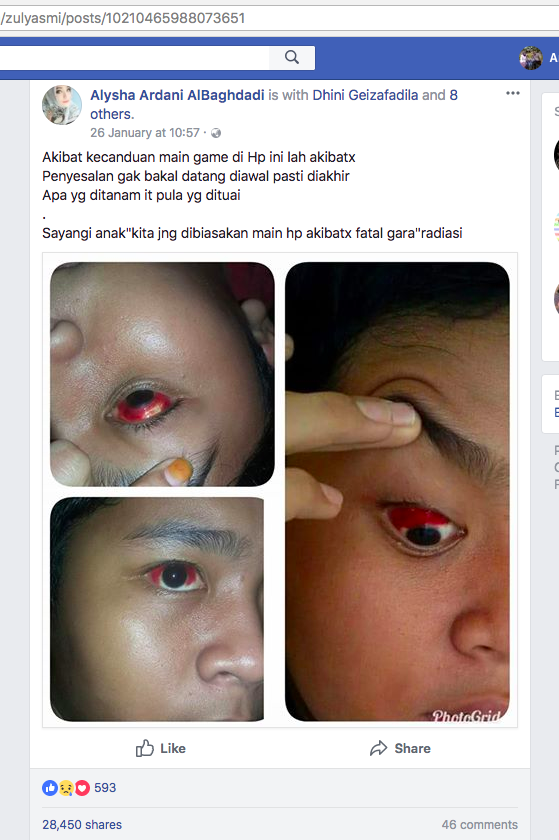 /zulyasmi/posts/10210465988073651
Alysha Ardani AlBaghdadi is with Dhini Geizafadila and 8
others.
26 January at 10:57 ·
Akibat kecanduan main game di Hp ini lah akibatx
Penyesalan gak bakal datang diawal pasti diakhir
Apa yg ditanam it pula yg dituai
.
Sayangi anak"kita jng dibiasakan main hp akibatx fatal gara"radiasi
PhotoGrid
Like Share
593
28,450 shares 46 comments